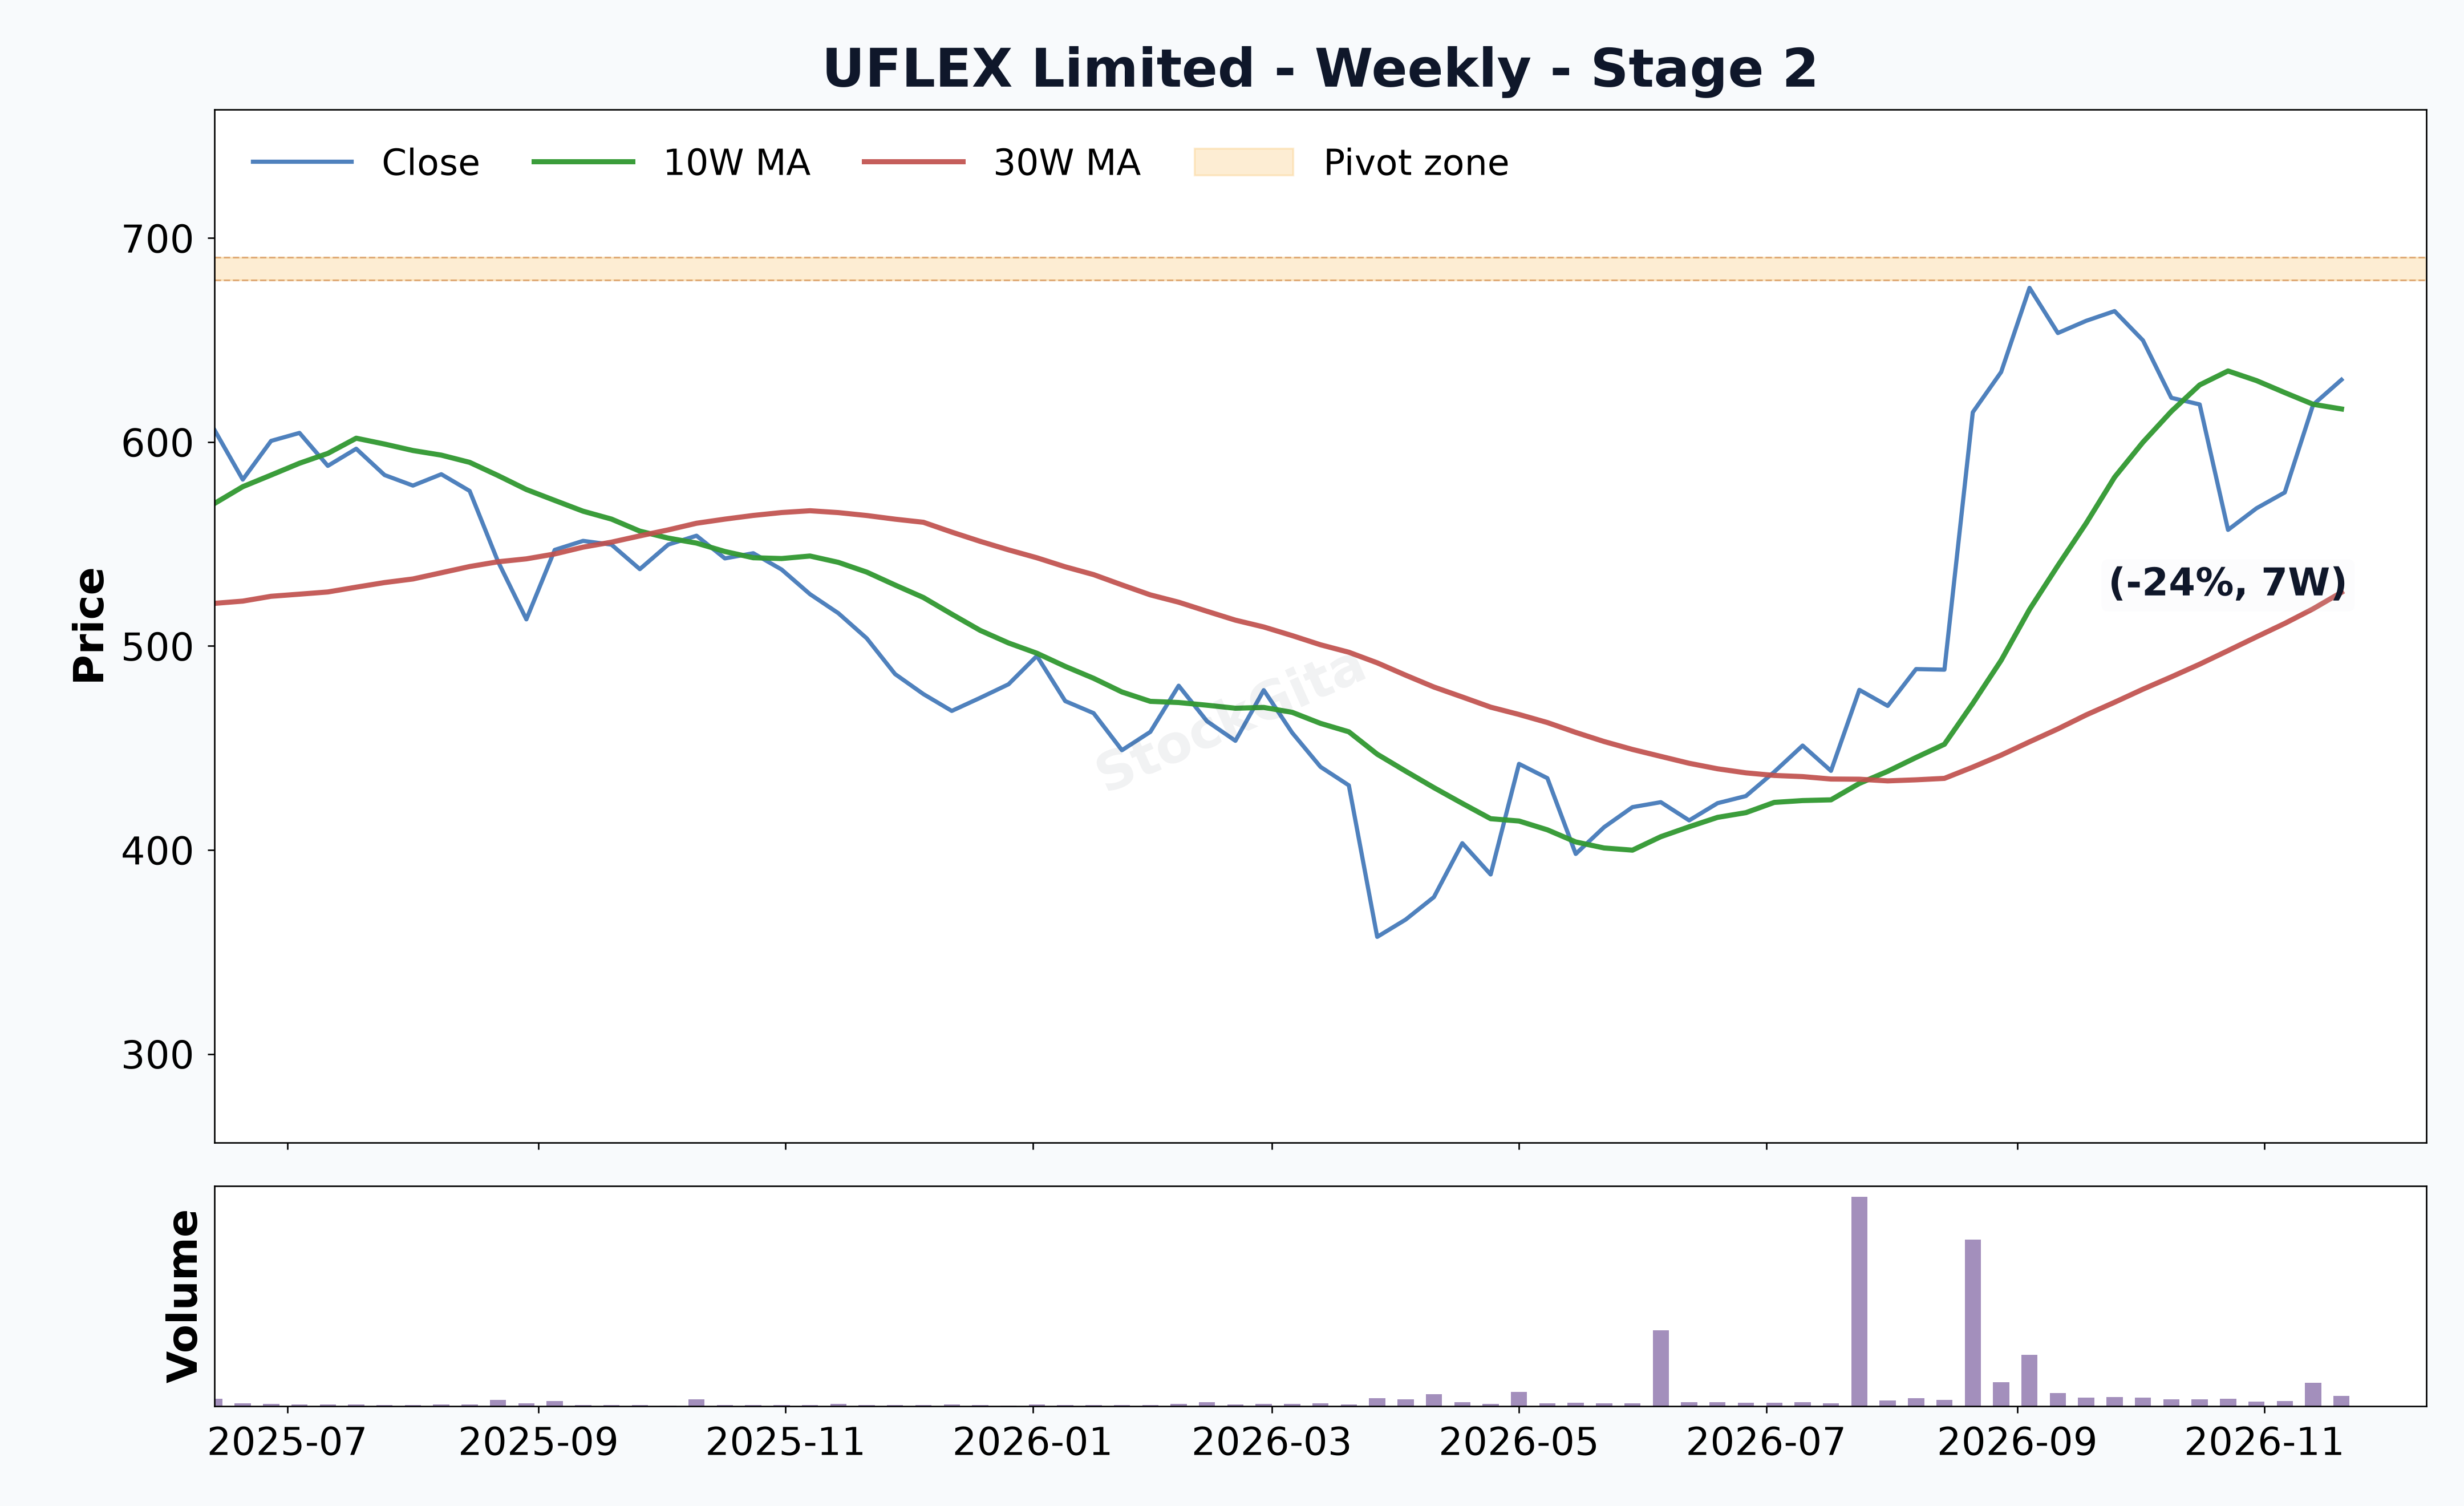 UFLEX Limited - Weekly - Stage 2
Close 10W MA 30W MA Pivot zone
700
600
500
400
300
Price
(-24%, 7W)
StockGita
Volume
2025-07 2025-09 2025-11 2026-01 2026-03 2026-05 2026-07 2026-09 2026-11